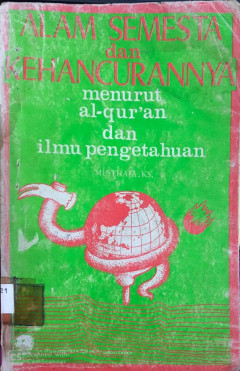 ALAM SEMESTA
dan
KEHANCURANNYA
menurut
al-qur'an
dan
ilmu pengetahuan
MUSTHAFA. KS.